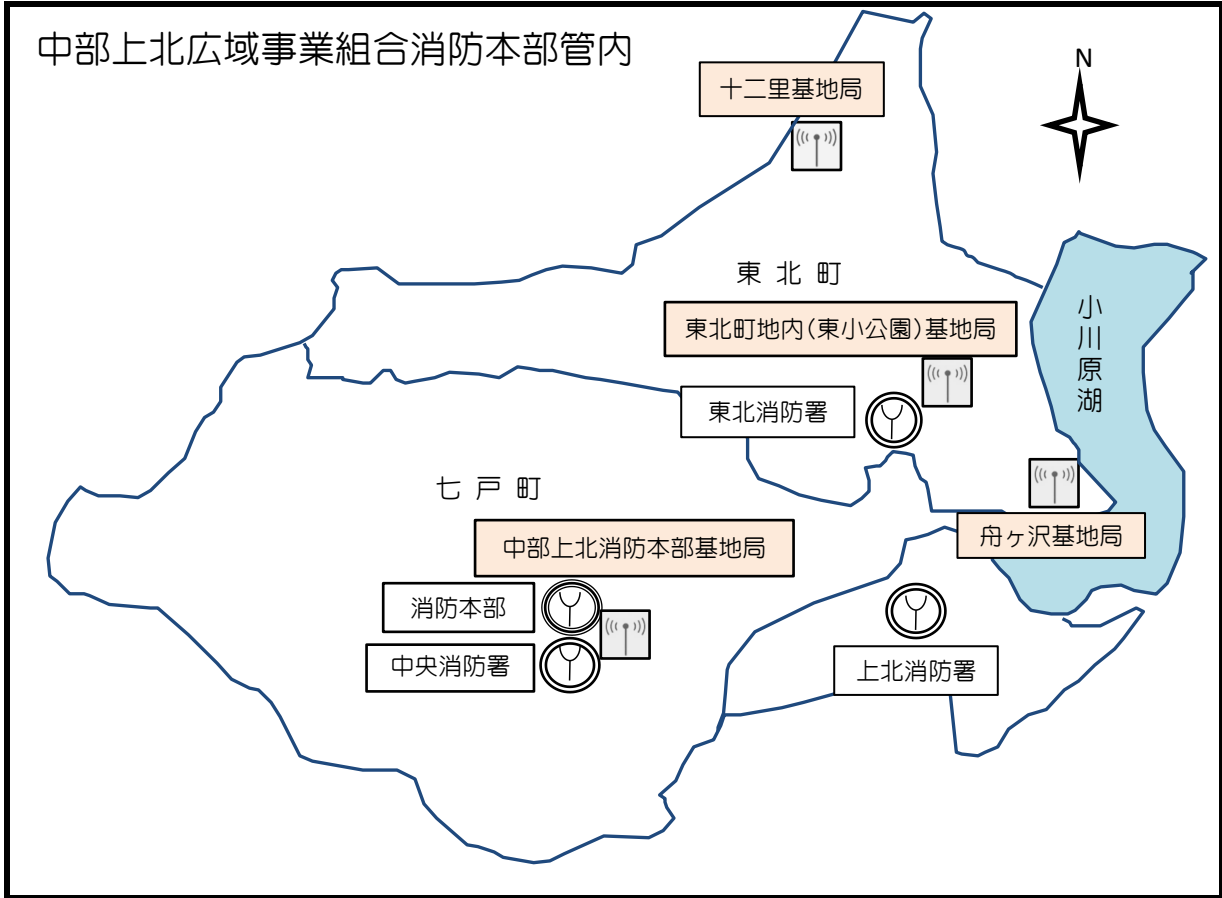 中部上北広域事業組合消防本部管内
十二里基地局
N
東北町
東北町地内(東小公園)基地局
小川原湖
東北消防署
七戸町
中部上北消防本部基地局
舟ヶ沢基地局
消防本部
中央消防署
上北消防署